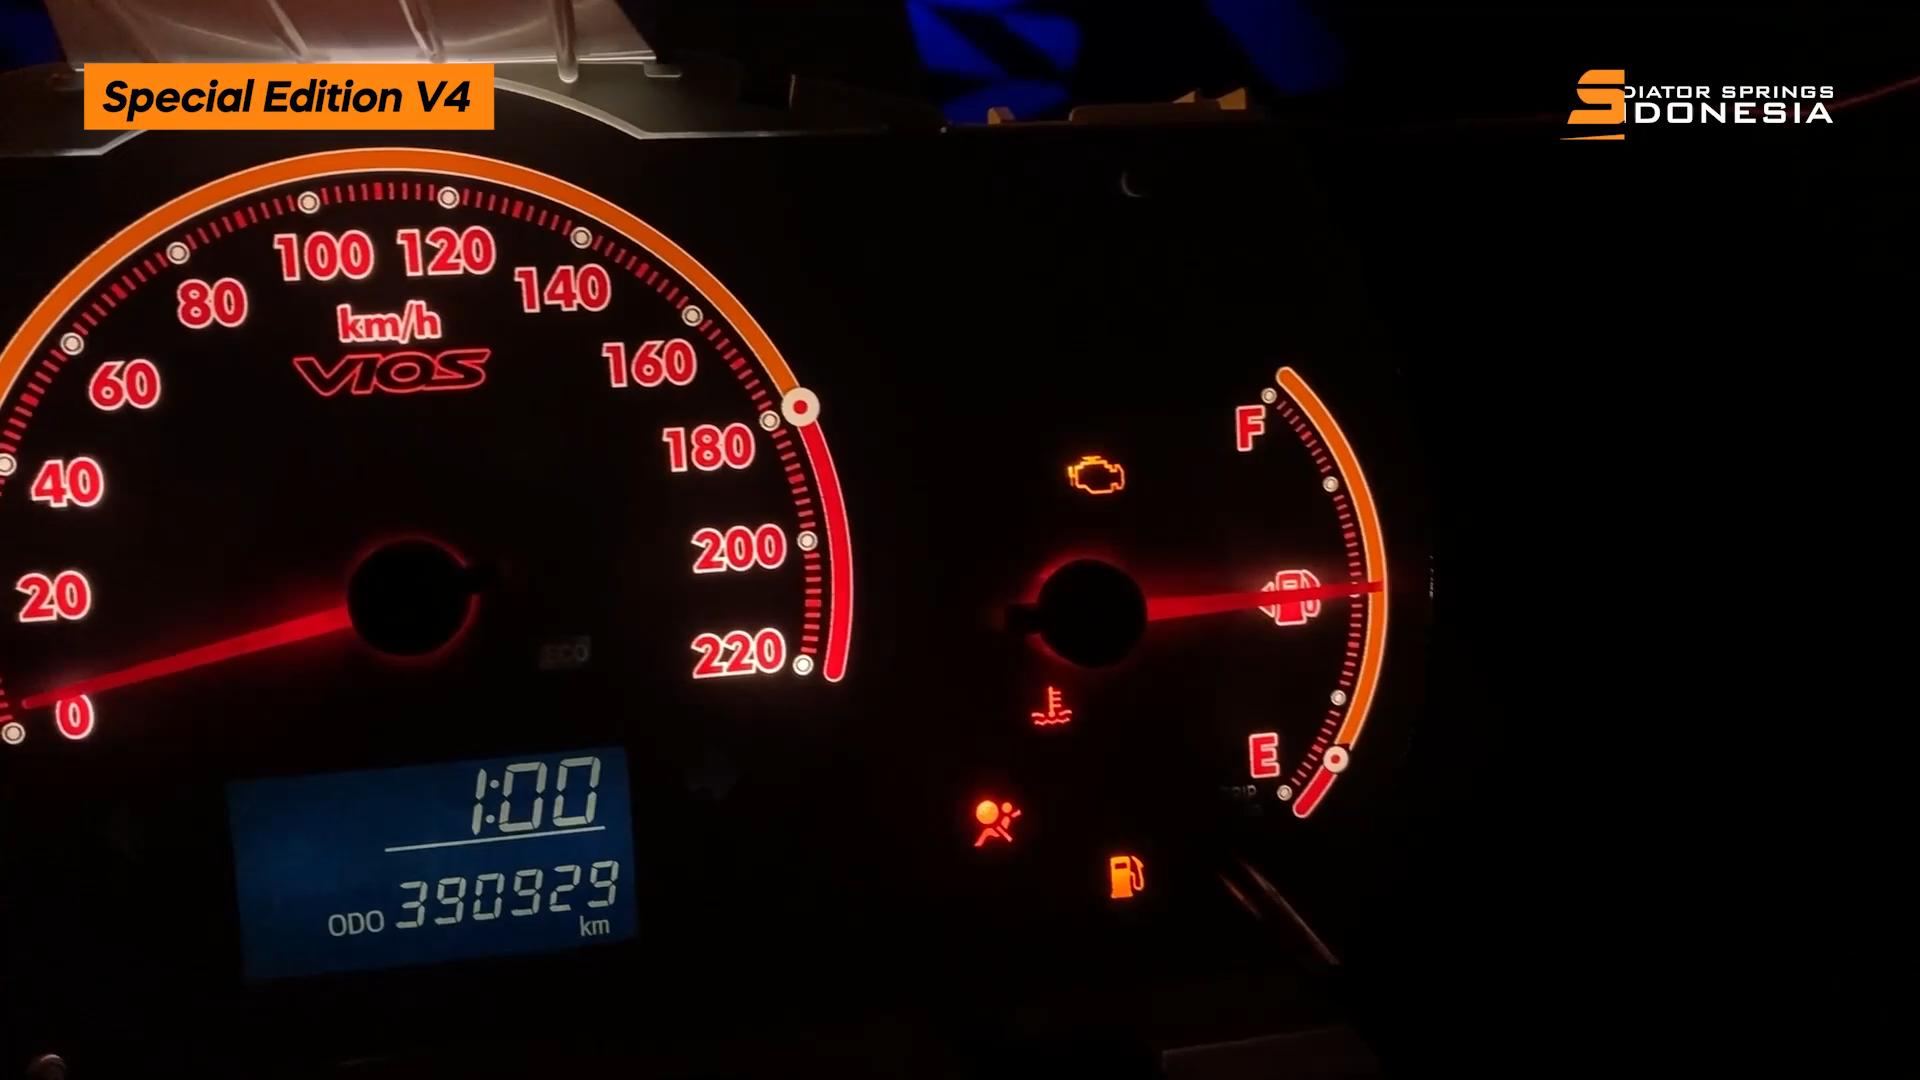 Special Edition V4
DIATOR SPRINGS
DONESIA
100
120
80
140
km/h
VIOS
60
160
180
40
200
20
220
0
ECO
F
E
1:00
ODO 390929
km